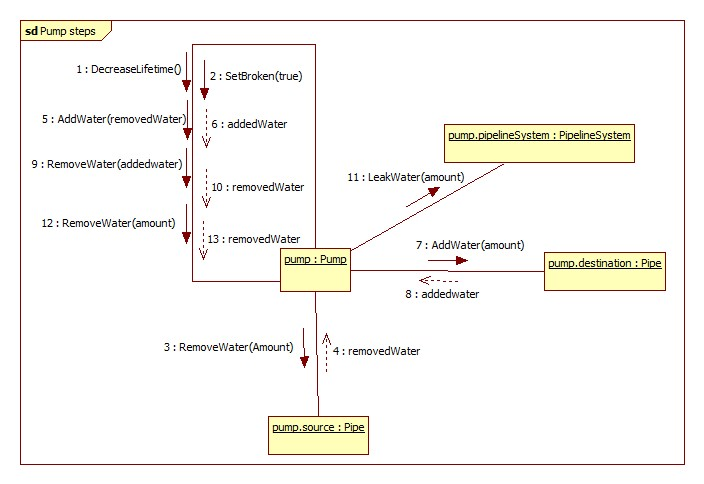 sd Pump steps
1 : DecreaseLifetime()
2 : SetBroken(true)
5 : AddWater(removedWater)
6 : addedWater
pump.pipelineSystem : PipelineSystem
9 : RemoveWater(addedwater)
10 : removedWater
11 : LeakWater(amount)
12 : RemoveWater(amount)
13 : removedWater
7 : AddWater(amount)
pump : Pump
pump.destination : Pipe
8 : addedwater
3 : RemoveWater(Amount)
4 : removedWater
pump.source : Pipe